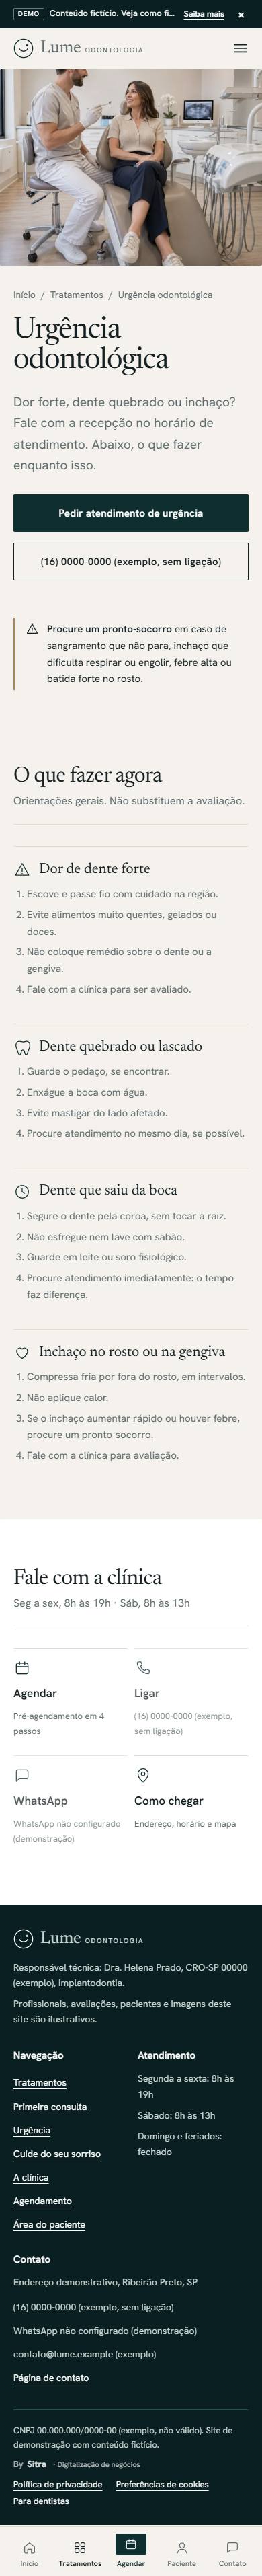 DEMO Conteúdo fictício. Veja como fi... Saiba mais ×
Lume ODONTOLOGIA
Início / Tratamentos / Urgência odontológica
Urgência
odontológica
Dor forte, dente quebrado ou inchaço?
Fale com a recepção no horário de
atendimento. Abaixo, o que fazer
enquanto isso.
Pedir atendimento de urgência
(16) 0000-0000 (exemplo, sem ligação)
Procure um pronto-socorro em caso de
sangramento que não para, inchaço que
dificulta respirar ou engolir, febre alta ou
batida forte no rosto.
O que fazer agora
Orientações gerais. Não substituem a avaliação.
Dor de dente forte
1. Escove e passe fio com cuidado na região.
2. Evite alimentos muito quentes, gelados ou
doces.
3. Não coloque remédio sobre o dente ou a
gengiva.
4. Fale com a clínica para ser avaliado.
Dente quebrado ou lascado
1. Guarde o pedaço, se encontrar.
2. Enxágue a boca com água.
3. Evite mastigar do lado afetado.
4. Procure atendimento no mesmo dia, se possível.
Dente que saiu da boca
1. Segure o dente pela coroa, sem tocar a raiz.
2. Não esfregue nem lave com sabão.
3. Guarde em leite ou soro fisiológico.
4. Procure atendimento imediatamente: o tempo
faz diferença.
Inchaço no rosto ou na gengiva
1. Compressa fria por fora do rosto, em intervalos.
2. Não aplique calor.
3. Se o inchaço aumentar rápido ou houver febre,
procure um pronto-socorro.
4. Fale com a clínica para avaliação.
Fale com a clínica
Seg a sex, 8h às 19h · Sáb, 8h às 13h
Agendar
Pré-agendamento em 4
passos
Ligar
(16) 0000-0000 (exemplo,
sem ligação)
WhatsApp
WhatsApp não configurado
(demonstração)
Como chegar
Endereço, horário e mapa
Lume ODONTOLOGIA
Responsável técnica: Dra. Helena Prado, CRO-SP 00000
(exemplo), Implantodontia.
Profissionais, avaliações, pacientes e imagens deste
site são ilustrativos.
Navegação
Tratamentos
Primeira consulta
Urgência
Cuide do seu sorriso
A clínica
Agendamento
Área do paciente
Atendimento
Segunda a sexta: 8h às
19h
Sábado: 8h às 13h
Domingo e feriados:
fechado
Contato
Endereço demonstrativo, Ribeirão Preto, SP
(16) 0000-0000 (exemplo, sem ligação)
WhatsApp não configurado (demonstração)
contato@lume.example (exemplo)
Página de contato
CNPJ 00.000.000/0000-00 (exemplo, não válido). Site de
demonstração com conteúdo fictício.
By Sitra · Digitalização de negócios
Política de privacidade Preferências de cookies
Para dentistas
Início Tratamentos Agendar Paciente Contato